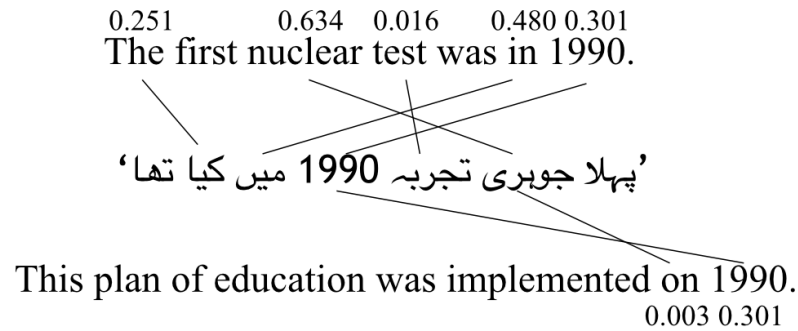 0.251 0.634 0.016 0.480 0.301
The first nuclear test was in 1990.
’پہلا جوہری تجربہ 1990 میں کیا تھا‘
This plan of education was implemented on 1990.
0.003 0.301